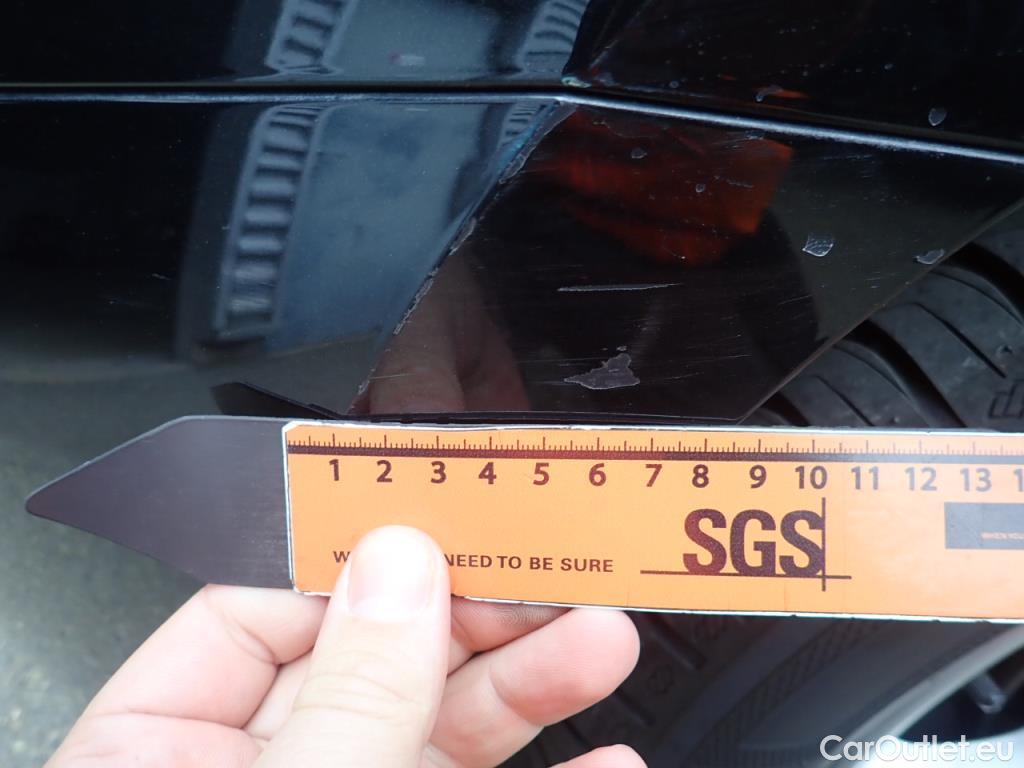 1 2 3 4 5 6 7 8 9 10 11 12 13
SGS
NEED TO BE SURE
CarOutlet.eu